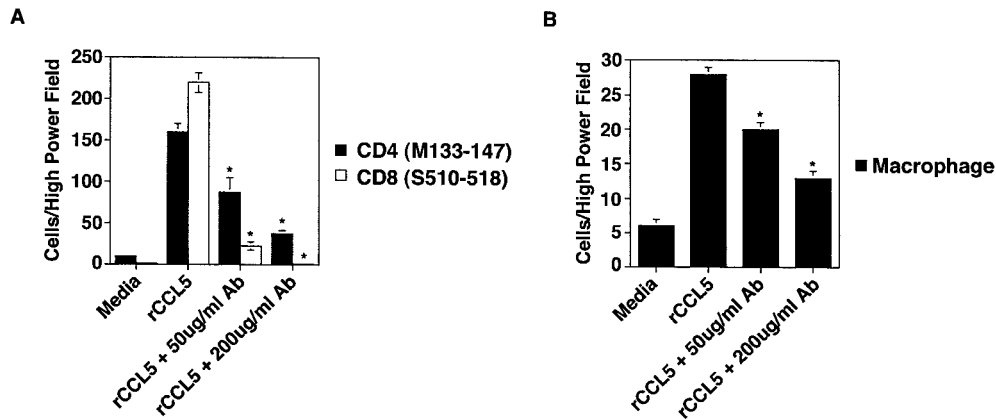 A
Cells/High Power Field
250
200
150
100
50
0
*
*
*
*
Media
rCCL5
rCCL5 + 50ug/ml Ab
rCCL5 + 200ug/ml Ab
CD4 (M133-147)
CD8 (S510-518)
B
Cells/High Power Field
30
25
20
15
10
5
0
*
*
Media
rCCL5
rCCL5 + 50ug/ml Ab
rCCL5 + 200ug/ml Ab
Macrophage